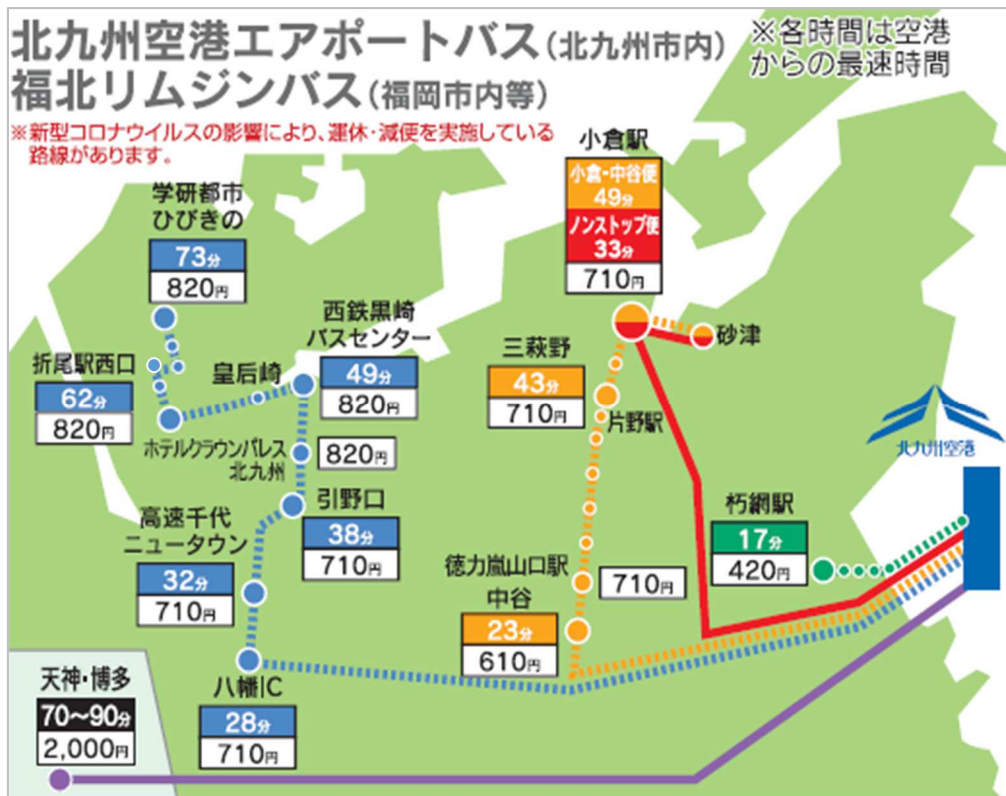 北九州空港エアポートバス(北九州市内)
福北リムジンバス(福岡市内等)
※各時間は空港
からの最速時間
※新型コロナウイルスの影響により、運休・減便を実施している
路線があります。
学研都市
ひびきの
73分
820円
折尾駅西口
62分
820円
皇后崎
西鉄黒崎
バスセンター
49分
820円
ホテルクラウンパレス
北九州
820円
引野口
38分
710円
高速千代
ニュータウン
32分
710円
八幡IC
28分
710円
小倉駅
小倉-中谷便
49分
ノンストップ便
33分
710円
砂津
三萩野
43分
710円
片野駅
徳力嵐山口駅
710円
中谷
23分
610円
朽網駅
17分
420円
北九州空港
天神・博多
70〜90分
2,000円